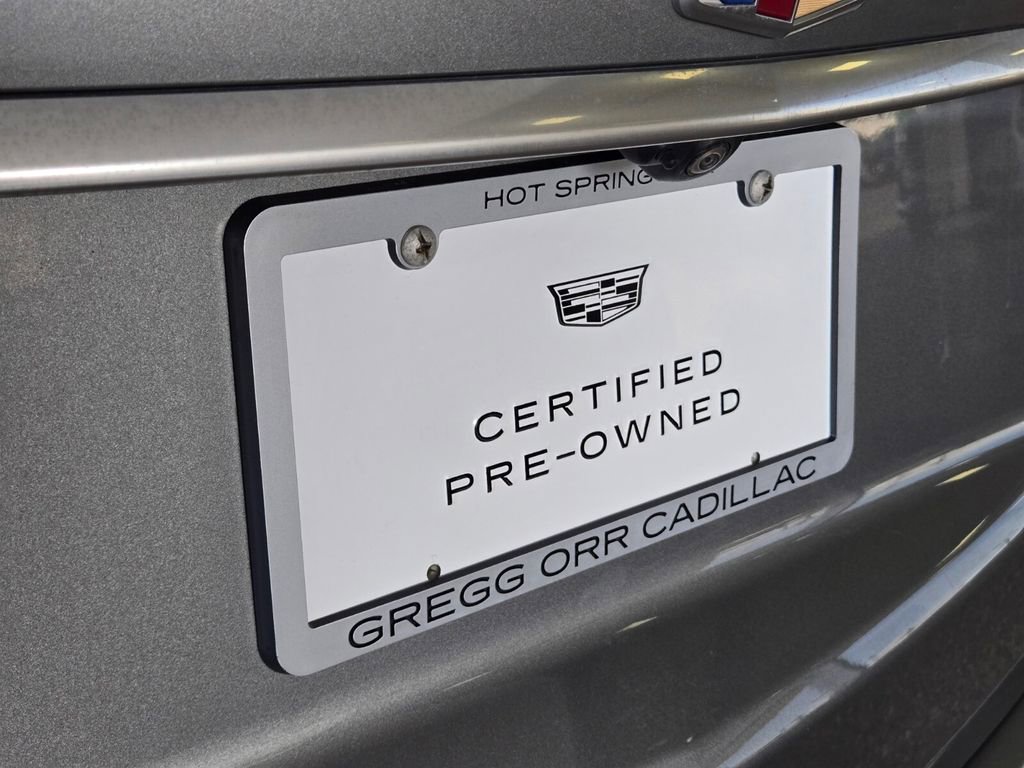 HOT SPRING
CERTIFIED
PRE-OWNED
GREGG ORR CADILLAC